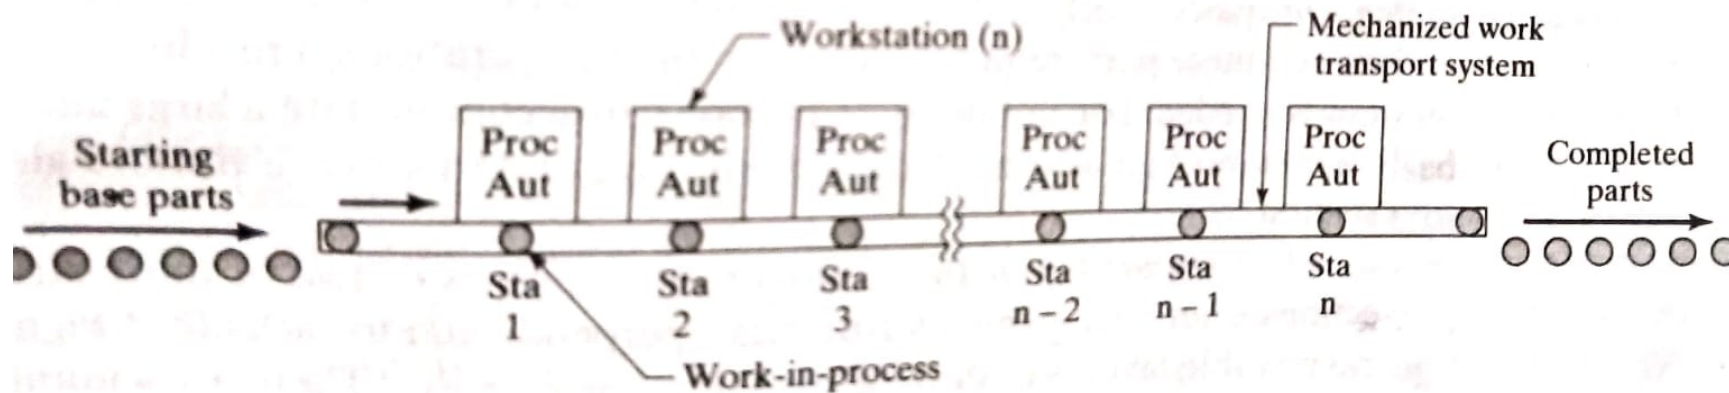 Workstation (n)
Mechanized work
transport system
Starting
base parts
Proc
Aut
Proc
Aut
Proc
Aut
Proc
Aut
Proc
Aut
Proc
Aut
Completed
parts
Sta
1
Sta
2
Sta
3
Sta
n – 2
Sta
n – 1
Sta
n
Work-in-process